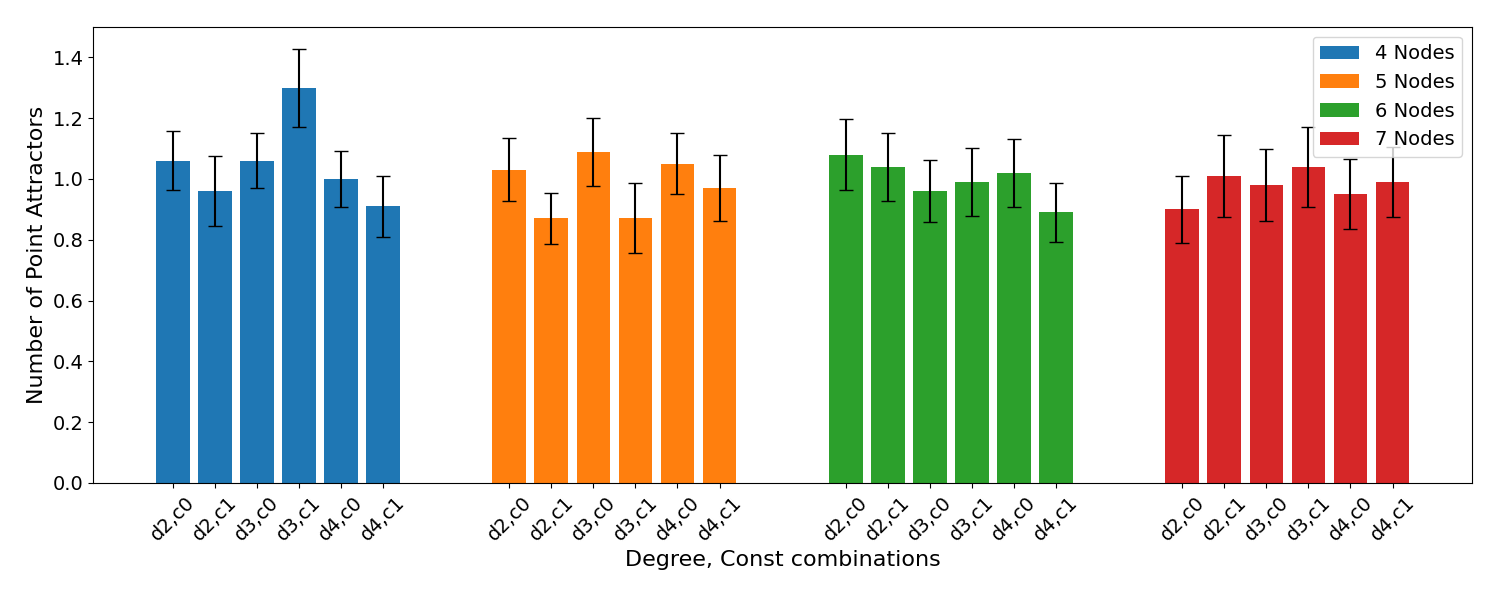 Number of Point Attractors
1.4
1.2
1.0
0.8
0.6
0.4
0.2
0.0
4 Nodes
5 Nodes
6 Nodes
7 Nodes
d2,c0 d2,c1 d3,c0 d3,c1 d4,c0 d4,c1 d2,c0 d2,c1 d3,c0 d3,c1 d4,c0 d4,c1 d2,c0 d2,c1 d3,c0 d3,c1 d4,c0 d4,c1 d2,c0 d2,c1 d3,c0 d3,c1 d4,c0 d4,c1
Degree, Const combinations